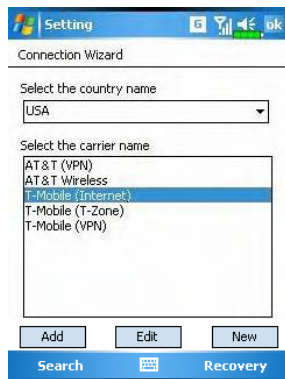 Setting G ok
Connection Wizard
Select the country name
USA
Select the carrier name
AT&T (VPN)
AT&T Wireless
T-Mobile (Internet)
T-Mobile (T-Zone)
T-Mobile (VPN)
Add Edit New
Search Recovery